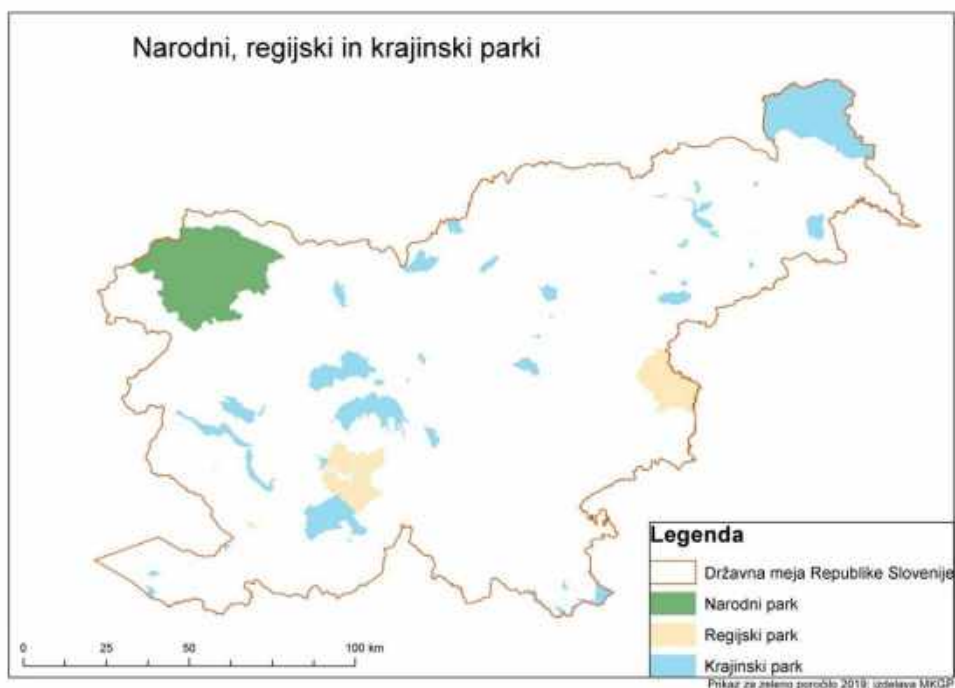 Narodni, regijski in krajinski parki
Legenda
Državna meja Republike Slovenije
Narodni park
Regijski park
Krajinski park
0 25 50 100 km
Prikaz za zeleno poročilo 2019; izdelava MKGP